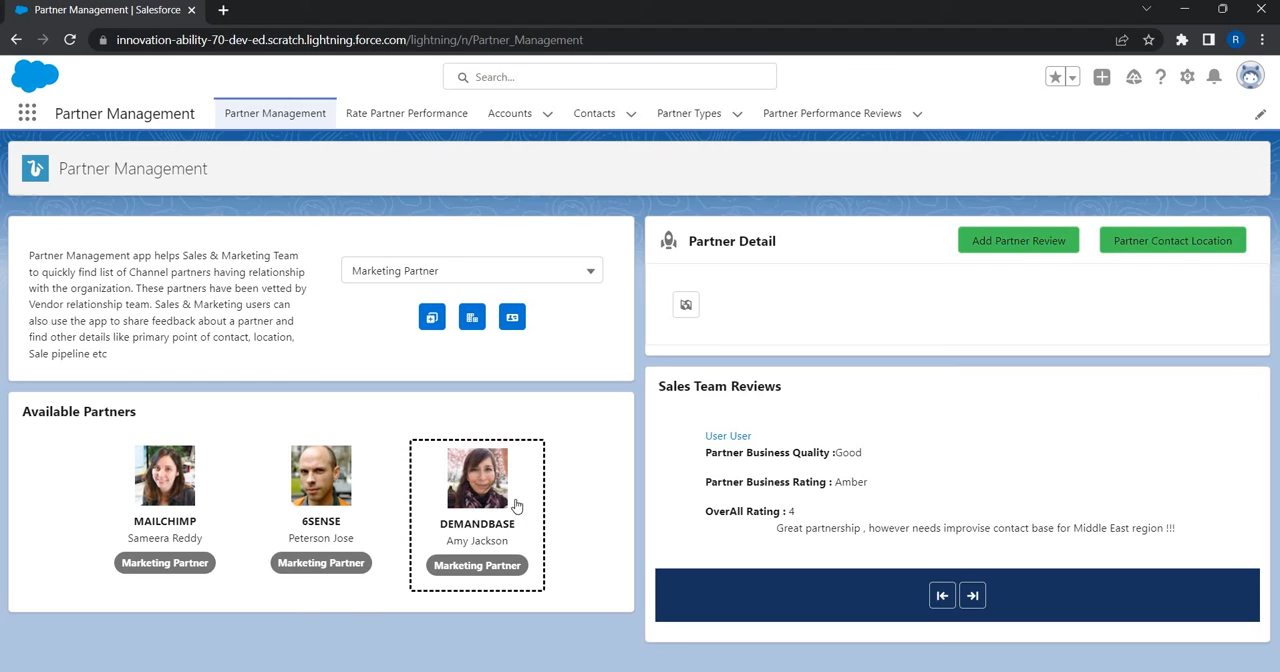 Partner Management | Salesforce
innovation-ability-70-dev-ed.scratch.lightning.force.com/lightning/n/Partner_Management
R
Search...
Partner Management
Partner Management
Rate Partner Performance
Accounts
Contacts
Partner Types
Partner Performance Reviews
Partner Management
Partner Management app helps Sales & Marketing Team
to quickly find list of Channel partners having relationship
with the organization. These partners have been vetted by
Vendor relationship team. Sales & Marketing users can
also use the app to share feedback about a partner and
find other details like primary point of contact, location,
Sale pipeline etc
Marketing Partner
Available Partners
MAILCHIMP
Sameera Reddy
Marketing Partner
6SENSE
Peterson Jose
Marketing Partner
DEMANDBASE
Amy Jackson
Marketing Partner
Partner Detail
Add Partner Review
Partner Contact Location
Sales Team Reviews
User User
Partner Business Quality :Good
Partner Business Rating : Amber
OverAll Rating : 4
Great partnership , however needs improvise contact base for Middle East region !!!